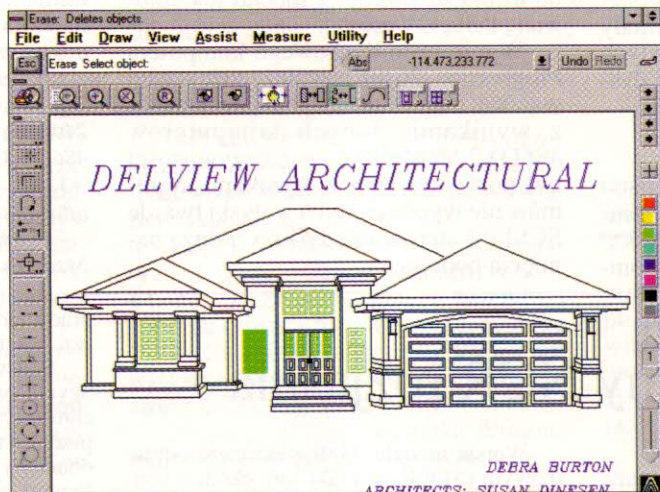 Erase: Deletes objects.
File Edit Draw View Assist Measure Utility Help
Esc Erase Select object: Abs -114.473,233.772 Undo Redo
DELVIEW ARCHITECTURAL
1
DEBRA BURTON
ARCHITECTS: SUSAN DINESEN